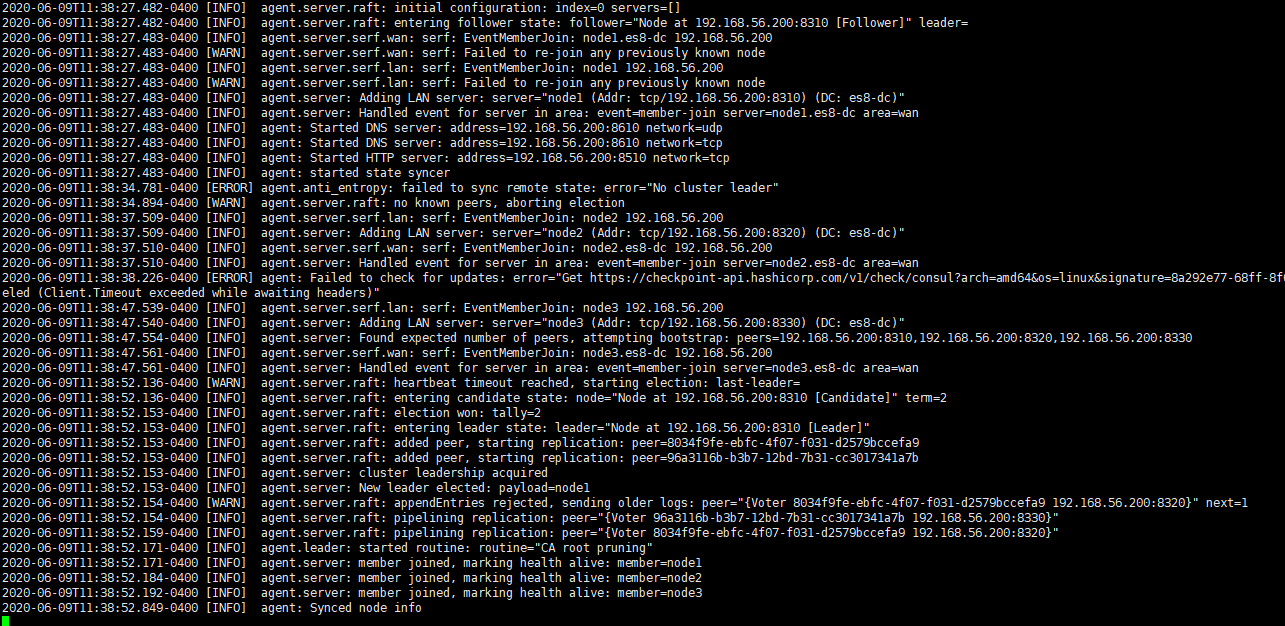 2020-06-09T11:38:27.482-0400 [INFO]  agent.server.raft: initial configuration: index=0 servers=[]
2020-06-09T11:38:27.482-0400 [INFO]  agent.server.raft: entering follower state: follower="Node at 192.168.56.200:8310 [Follower]" leader=
2020-06-09T11:38:27.483-0400 [INFO]  agent.server.serf.wan: serf: EventMemberJoin: node1.es8-dc 192.168.56.200
2020-06-09T11:38:27.483-0400 [WARN]  agent.server.serf.wan: serf: Failed to re-join any previously known node
2020-06-09T11:38:27.483-0400 [INFO]  agent.server.serf.lan: serf: EventMemberJoin: node1 192.168.56.200
2020-06-09T11:38:27.483-0400 [WARN]  agent.server.serf.lan: serf: Failed to re-join any previously known node
2020-06-09T11:38:27.483-0400 [INFO]  agent.server: Adding LAN server: server="node1 (Addr: tcp/192.168.56.200:8310) (DC: es8-dc)"
2020-06-09T11:38:27.483-0400 [INFO]  agent.server: Handled event for server in area: event=member-join server=node1.es8-dc area=wan
2020-06-09T11:38:27.483-0400 [INFO]  agent: Started DNS server: address=192.168.56.200:8610 network=udp
2020-06-09T11:38:27.483-0400 [INFO]  agent: Started DNS server: address=192.168.56.200:8610 network=tcp
2020-06-09T11:38:27.483-0400 [INFO]  agent: Started HTTP server: address=192.168.56.200:8510 network=tcp
2020-06-09T11:38:27.483-0400 [INFO]  agent: started state syncer
2020-06-09T11:38:34.781-0400 [ERROR] agent.anti_entropy: failed to sync remote state: error="No cluster leader"
2020-06-09T11:38:34.894-0400 [WARN]  agent.server.raft: no known peers, aborting election
2020-06-09T11:38:37.509-0400 [INFO]  agent.server.serf.lan: serf: EventMemberJoin: node2 192.168.56.200
2020-06-09T11:38:37.509-0400 [INFO]  agent.server: Adding LAN server: server="node2 (Addr: tcp/192.168.56.200:8320) (DC: es8-dc)"
2020-06-09T11:38:37.510-0400 [INFO]  agent.server.serf.wan: serf: EventMemberJoin: node2.es8-dc 192.168.56.200
2020-06-09T11:38:37.510-0400 [INFO]  agent.server: Handled event for server in area: event=member-join server=node2.es8-dc area=wan
2020-06-09T11:38:38.226-0400 [ERROR] agent: Failed to check for updates: error="Get https://checkpoint-api.hashicorp.com/v1/check/consul?arch=amd64&os=linux&signature=8a292e77-68ff-8f
eled (Client.Timeout exceeded while awaiting headers)"
2020-06-09T11:38:47.539-0400 [INFO]  agent.server.serf.lan: serf: EventMemberJoin: node3 192.168.56.200
2020-06-09T11:38:47.540-0400 [INFO]  agent.server: Adding LAN server: server="node3 (Addr: tcp/192.168.56.200:8330) (DC: es8-dc)"
2020-06-09T11:38:47.554-0400 [INFO]  agent.server: Found expected number of peers, attempting bootstrap: peers=192.168.56.200:8310,192.168.56.200:8320,192.168.56.200:8330
2020-06-09T11:38:47.561-0400 [INFO]  agent.server.serf.wan: serf: EventMemberJoin: node3.es8-dc 192.168.56.200
2020-06-09T11:38:47.561-0400 [INFO]  agent.server: Handled event for server in area: event=member-join server=node3.es8-dc area=wan
2020-06-09T11:38:52.136-0400 [WARN]  agent.server.raft: heartbeat timeout reached, starting election: last-leader=
2020-06-09T11:38:52.136-0400 [INFO]  agent.server.raft: entering candidate state: node="Node at 192.168.56.200:8310 [Candidate]" term=2
2020-06-09T11:38:52.153-0400 [INFO]  agent.server.raft: election won: tally=2
2020-06-09T11:38:52.153-0400 [INFO]  agent.server.raft: entering leader state: leader="Node at 192.168.56.200:8310 [Leader]"
2020-06-09T11:38:52.153-0400 [INFO]  agent.server.raft: added peer, starting replication: peer=8034f9fe-ebfc-4f07-f031-d2579bccefa9
2020-06-09T11:38:52.153-0400 [INFO]  agent.server.raft: added peer, starting replication: peer=96a3116b-b3b7-12bd-7b31-cc3017341a7b
2020-06-09T11:38:52.153-0400 [INFO]  agent.server: cluster leadership acquired
2020-06-09T11:38:52.153-0400 [INFO]  agent.server: New leader elected: payload=node1
2020-06-09T11:38:52.154-0400 [WARN]  agent.server.raft: appendEntries rejected, sending older logs: peer="{Voter 8034f9fe-ebfc-4f07-f031-d2579bccefa9 192.168.56.200:8320}" next=1
2020-06-09T11:38:52.154-0400 [INFO]  agent.server.raft: pipelining replication: peer="{Voter 96a3116b-b3b7-12bd-7b31-cc3017341a7b 192.168.56.200:8330}"
2020-06-09T11:38:52.159-0400 [INFO]  agent.server.raft: pipelining replication: peer="{Voter 8034f9fe-ebfc-4f07-f031-d2579bccefa9 192.168.56.200:8320}"
2020-06-09T11:38:52.171-0400 [INFO]  agent.leader: started routine: routine="CA root pruning"
2020-06-09T11:38:52.171-0400 [INFO]  agent.server: member joined, marking health alive: member=node1
2020-06-09T11:38:52.184-0400 [INFO]  agent.server: member joined, marking health alive: member=node2
2020-06-09T11:38:52.192-0400 [INFO]  agent.server: member joined, marking health alive: member=node3
2020-06-09T11:38:52.849-0400 [INFO]  agent: Synced node info